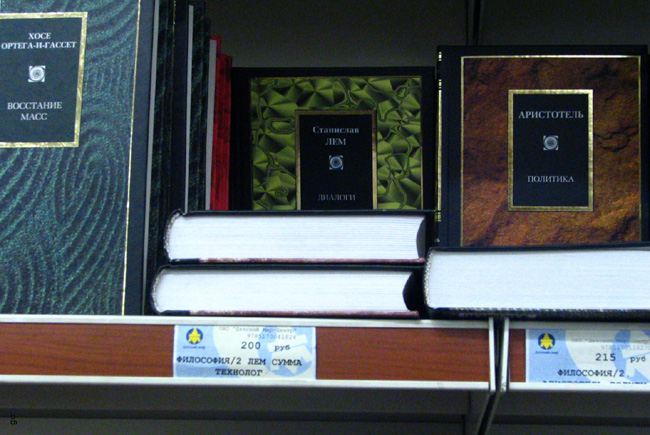 ХОСЕ
ОРТЕГА-И-ГАССЕТ
ВОССТАНИЕ
МАСС
Станислав
ЛЕМ
ДИАЛОГИ
АРИСТОТЕЛЬ
ПОЛИТИКА
200 руб
ФИЛОСОФИЯ/2 ЛЕМ СУММА
ТЕХНОЛОГ
215 руб
ФИЛОСОФИЯ/2